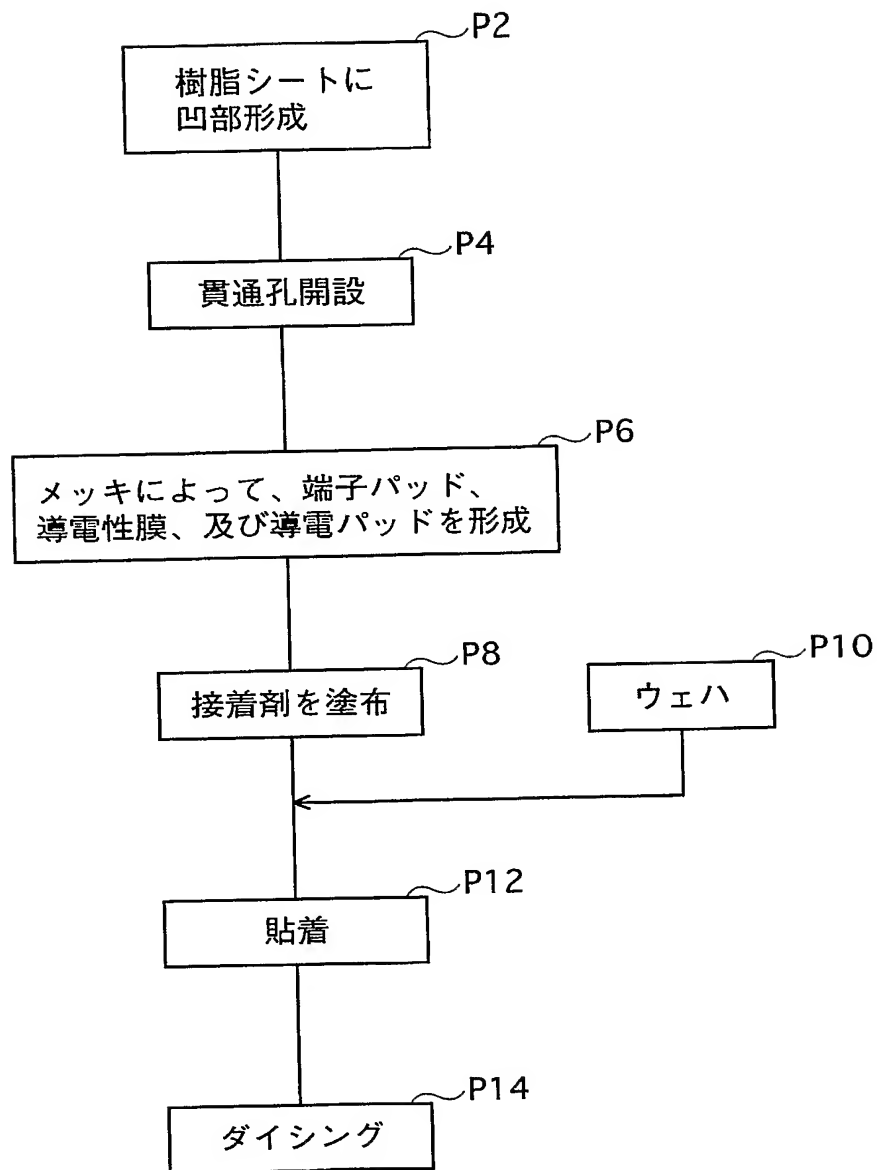 P2
樹脂シートに
凹部形成
P4
貫通孔開設
P6
メッキによって、端子パッド、
導電性膜、及び導電パッドを形成
P8
接着剤を塗布
P10
ウェハ
P12
貼着
P14
ダイシング